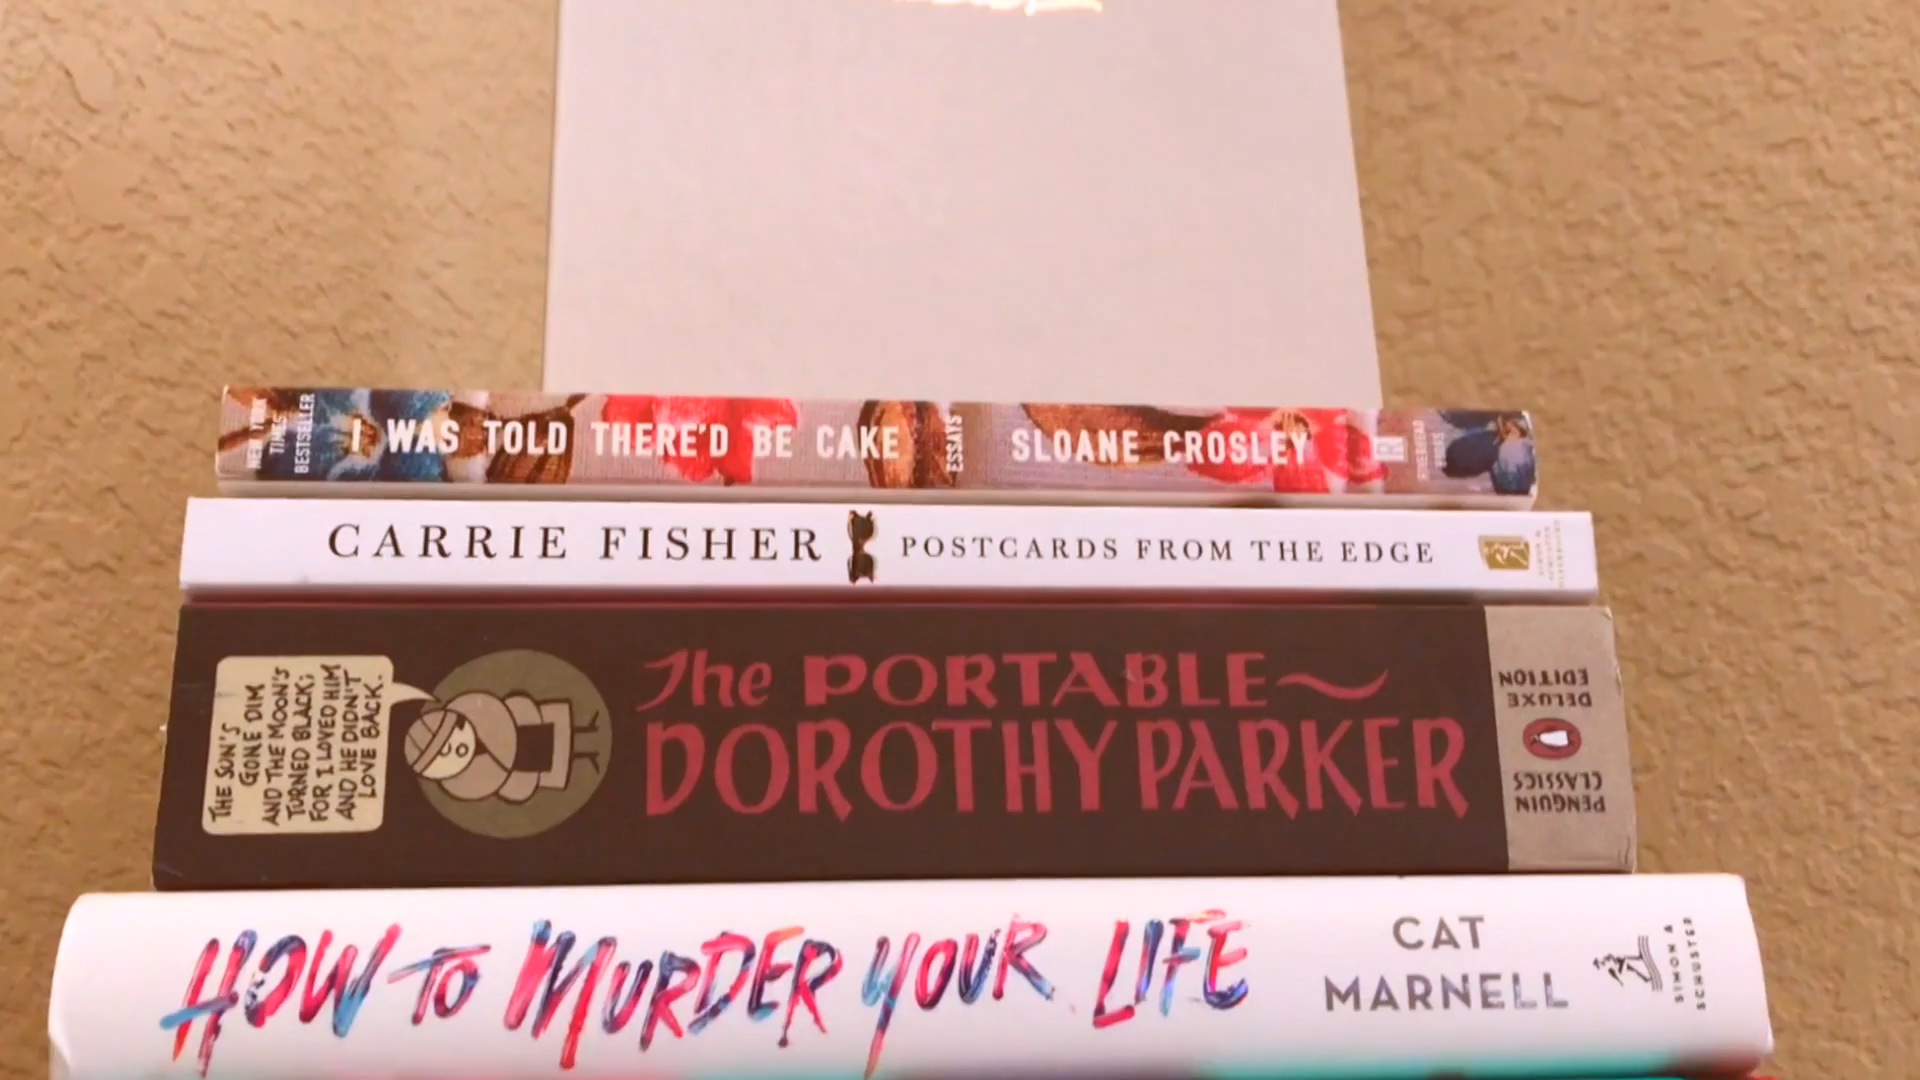 NEW YORK
TIMES
BESTSELLER
I WAS TOLD THERE'D BE CAKE
ESSAYS
SLOANE CROSLEY
RIVERHEAD
BOOKS
CARRIE FISHER
POSTCARDS FROM THE EDGE
THE SUN'S
GONE DIM
AND THE MOON'S
TURNED BLACK;
FOR I LOVED HIM
AND HE DIDN'T
LOVE BACK.
The PORTABLE
DOROTHY PARKER
PENGUIN
CLASSICS
DELUXE
EDITION
HOW TO MURDER YOUR LIFE
CAT
MARNELL
SIMON &
SCHUSTER